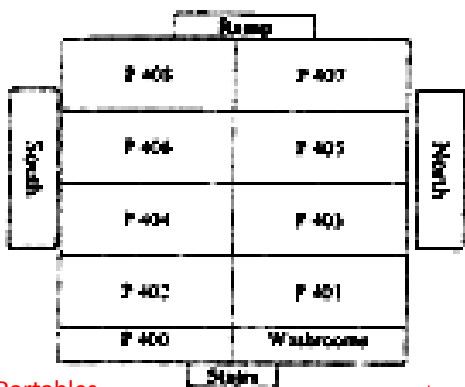 Ramp
P 408 P 407
South
P 406 P 405
North
P 404 P 403
P 402 P 401
P 400 Washrooms
Stairs
Portables